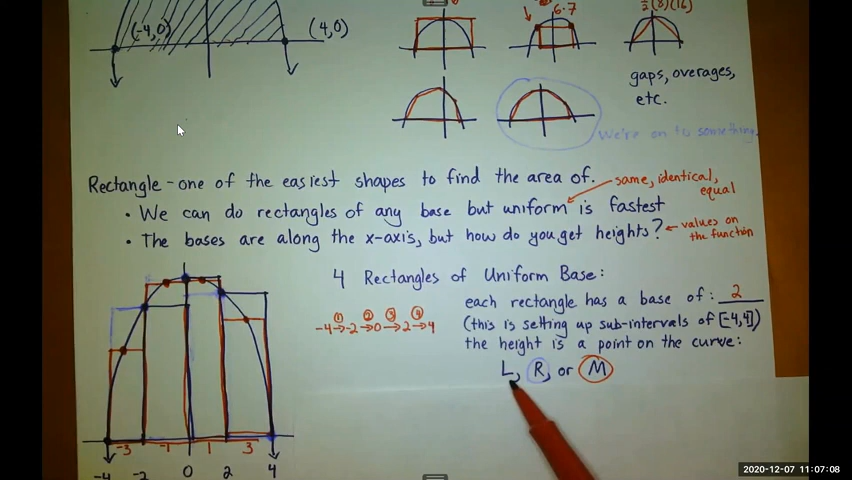 ½(8)(16)
6·7
(-4,0)
(4,0)
gaps, overages,
etc.
We're on to something.
Rectangle - one of the easiest shapes to find the area of.
same, identical,
equal
• We can do rectangles of any base but uniform is fastest
• The bases are along the x-axis, but how do you get heights?
values on
the function
4 Rectangles of Uniform Base:
each rectangle has a base of: 2
① ② ③ ④
-4→-2→0→2→4
(this is setting up sub-intervals of [-4,4])
the height is a point on the curve:
L, R, or M
-3 -1 1 3
-4 -2 0 2 4
2020-12-07 11:07:08